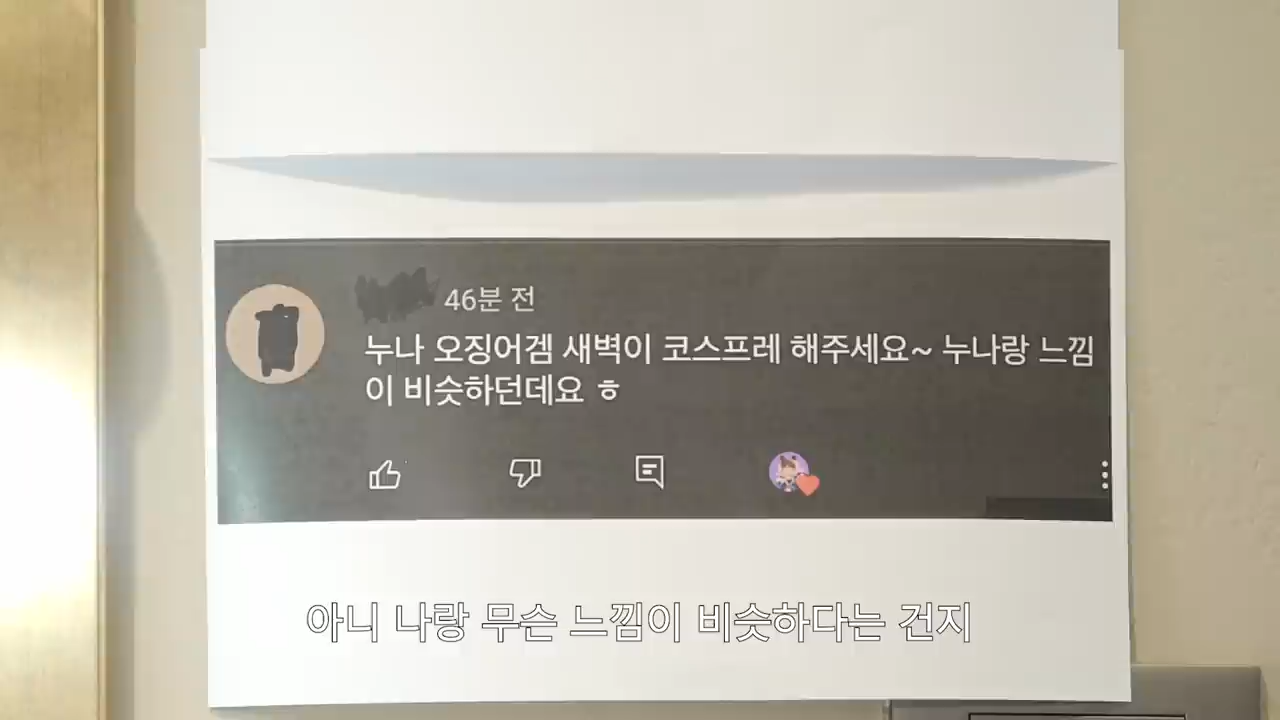 46분 전
누나 오징어겜 새벽이 코스프레 해주세요~ 누나랑 느낌
이 비슷하던데요 ㅎ
아니 나랑 무슨 느낌이 비슷하다는 건지